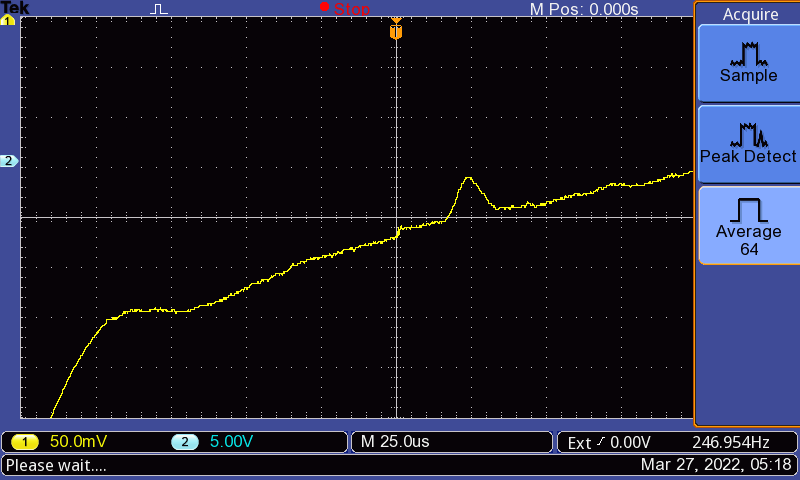 Tek Stop M Pos: 0.000s
Acquire
1
T
Sample
2
Peak Detect
Average
64
1 50.0mV 2 5.00V M 25.0us Ext 0.00V 246.954Hz
Please wait.... Mar 27, 2022, 05:18